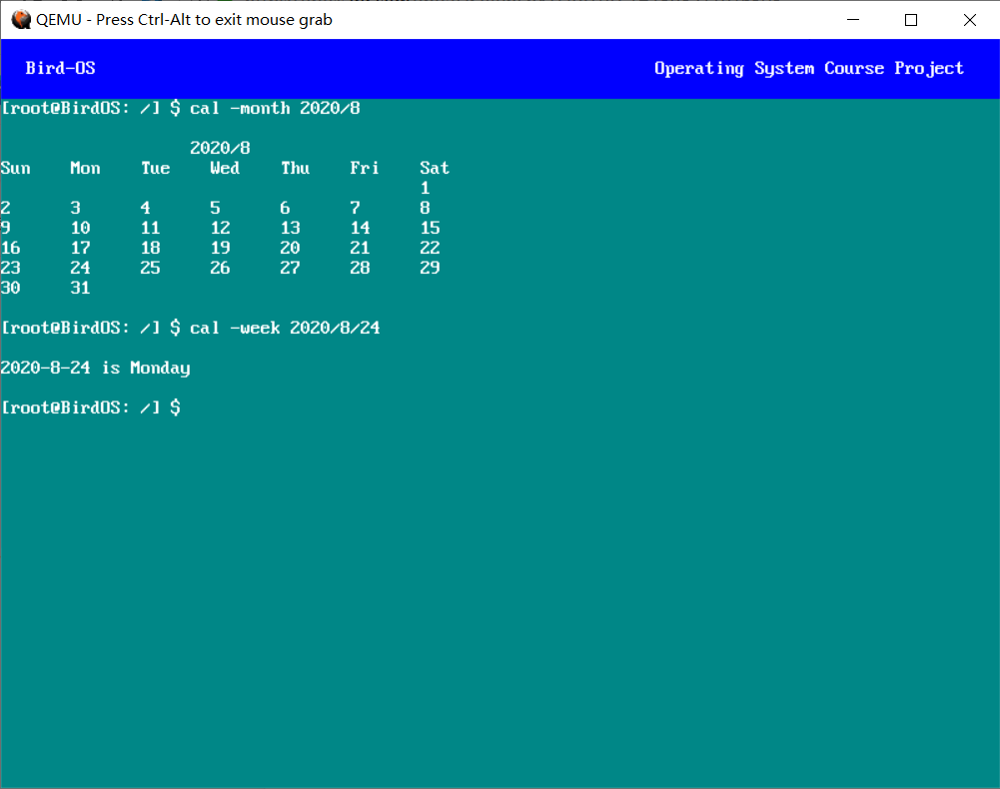 QEMU - Press Ctrl-Alt to exit mouse grab
Bird-OS Operating System Course Project
[root@BirdOS: /] $ cal -month 2020/8
2020/8
Sun Mon Tue Wed Thu Fri Sat
1
2 3 4 5 6 7 8
9 10 11 12 13 14 15
16 17 18 19 20 21 22
23 24 25 26 27 28 29
30 31
[root@BirdOS: /] $ cal -week 2020/8/24
2020-8-24 is Monday
[root@BirdOS: /] $